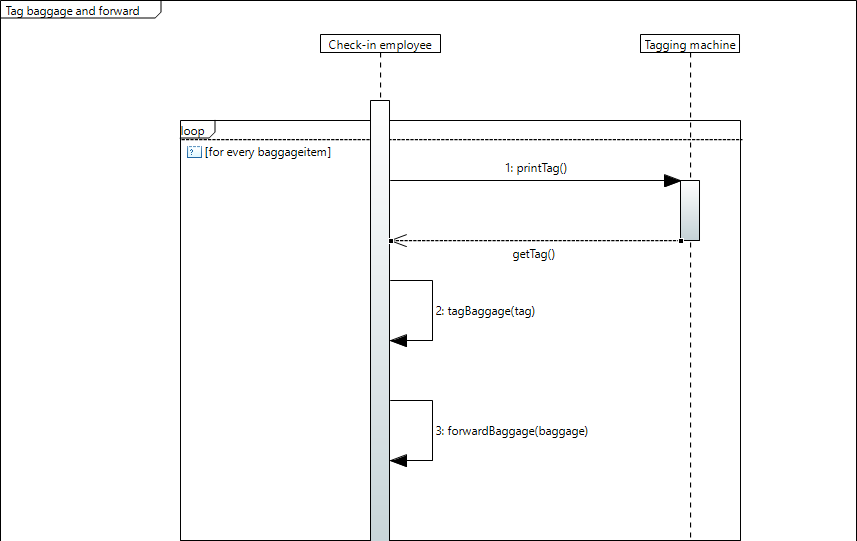 Tag baggage and forward
Check-in employee
Tagging machine
loop
[for every baggageitem]
1: printTag()
getTag()
2: tagBaggage(tag)
3: forwardBaggage(baggage)